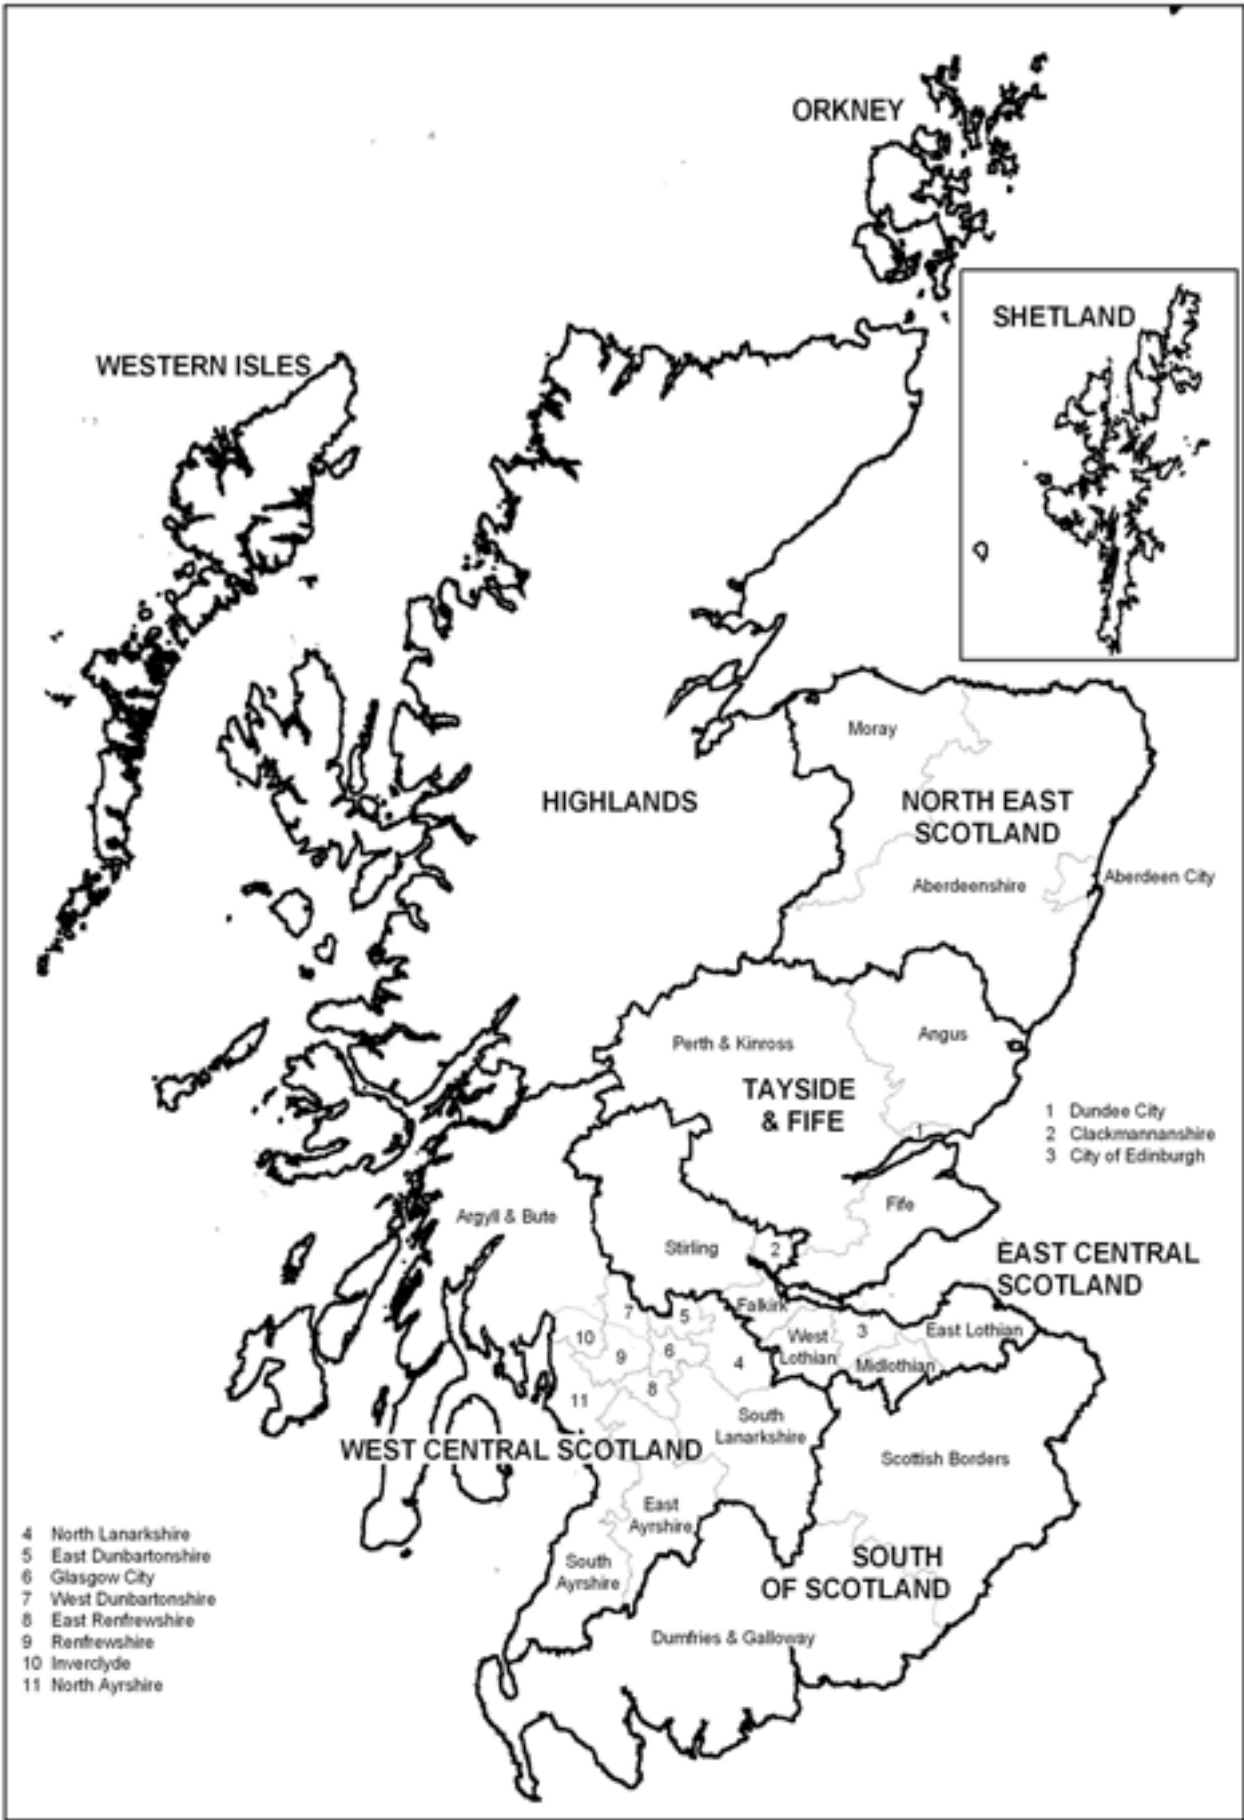 ORKNEY
SHETLAND
WESTERN ISLES
Moray
HIGHLANDS
NORTH EAST
SCOTLAND
Aberdeenshire
Aberdeen City
Perth & Kinross
Angus
TAYSIDE
& FIFE
1
1 Dundee City
2 Clackmannanshire
3 City of Edinburgh
Argyll & Bute
Fife
Stirling
2
EAST CENTRAL
SCOTLAND
7
5
Falkirk
3
East Lothian
10
9
6
4
West
Lothian
Midlothian
8
11
South
Lanarkshire
WEST CENTRAL SCOTLAND
Scottish Borders
East
Ayrshire
South
Ayrshire
SOUTH
OF SCOTLAND
Dumfries & Galloway
4 North Lanarkshire
5 East Dunbartonshire
6 Glasgow City
7 West Dunbartonshire
8 East Renfrewshire
9 Renfrewshire
10 Inverclyde
11 North Ayrshire